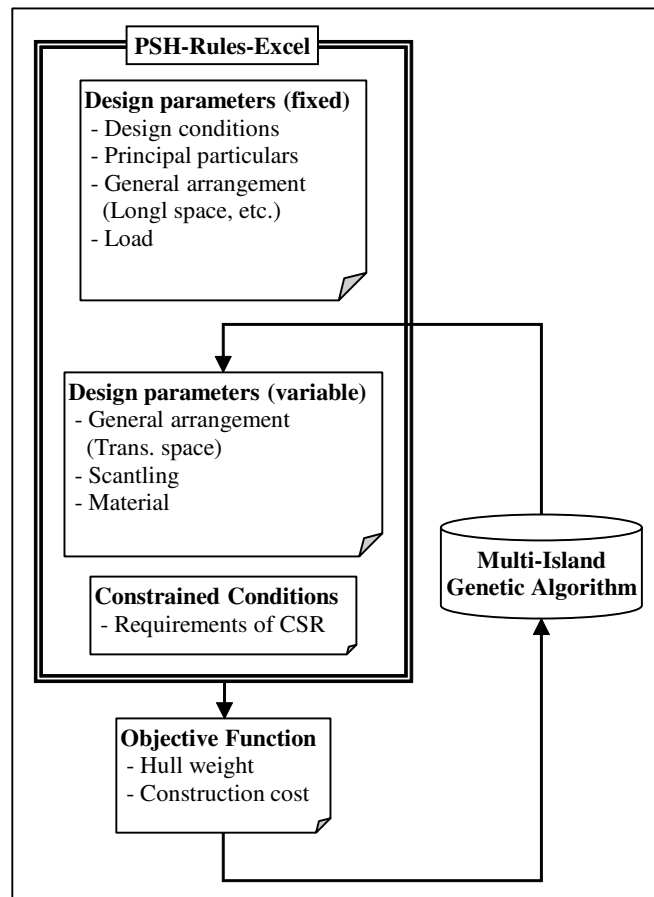 PSH-Rules-Excel
Design parameters (fixed)
- Design conditions
- Principal particulars
- General arrangement
(Longl space, etc.)
- Load
Design parameters (variable)
- General arrangement
(Trans. space)
- Scantling
- Material
Multi-Island
Genetic Algorithm
Constrained Conditions
- Requirements of CSR
Objective Function
- Hull weight
- Construction cost